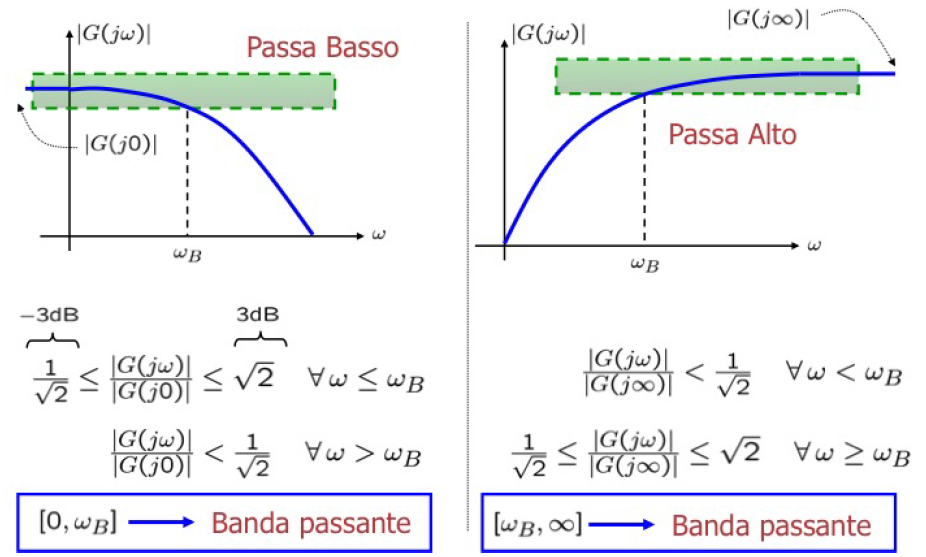 |G(jω)|
Passa Basso
|G(j0)|
ω_B
ω
|G(j∞)|
|G(jω)|
Passa Alto
ω
ω_B
−3dB
3dB
1/√2 ≤ |G(jω)|/|G(j0)| ≤ √2 ∀ω ≤ ω_B
|G(jω)|/|G(j0)| < 1/√2 ∀ω > ω_B
[0, ω_B] Banda passante
|G(jω)|/|G(j∞)| < 1/√2 ∀ω < ω_B
1/√2 ≤ |G(jω)|/|G(j∞)| ≤ √2 ∀ω ≥ ω_B
[ω_B, ∞] Banda passante